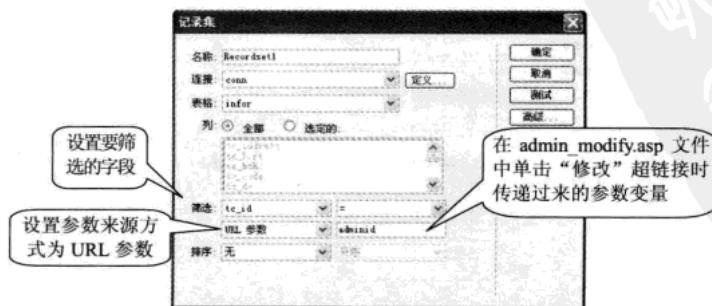 记录集
名称: Recordset1
确定
连接: conn
定义...
取消
表格: infor
测试
列: 全部 选定的:
高级...
设置要筛选的字段
在 admin_modify.asp 文件
中单击“修改”超链接时
传递过来的参数变量
筛选: tc_id =
设置参数来源方
式为 URL 参数
URL 参数 adminid
排序: 无